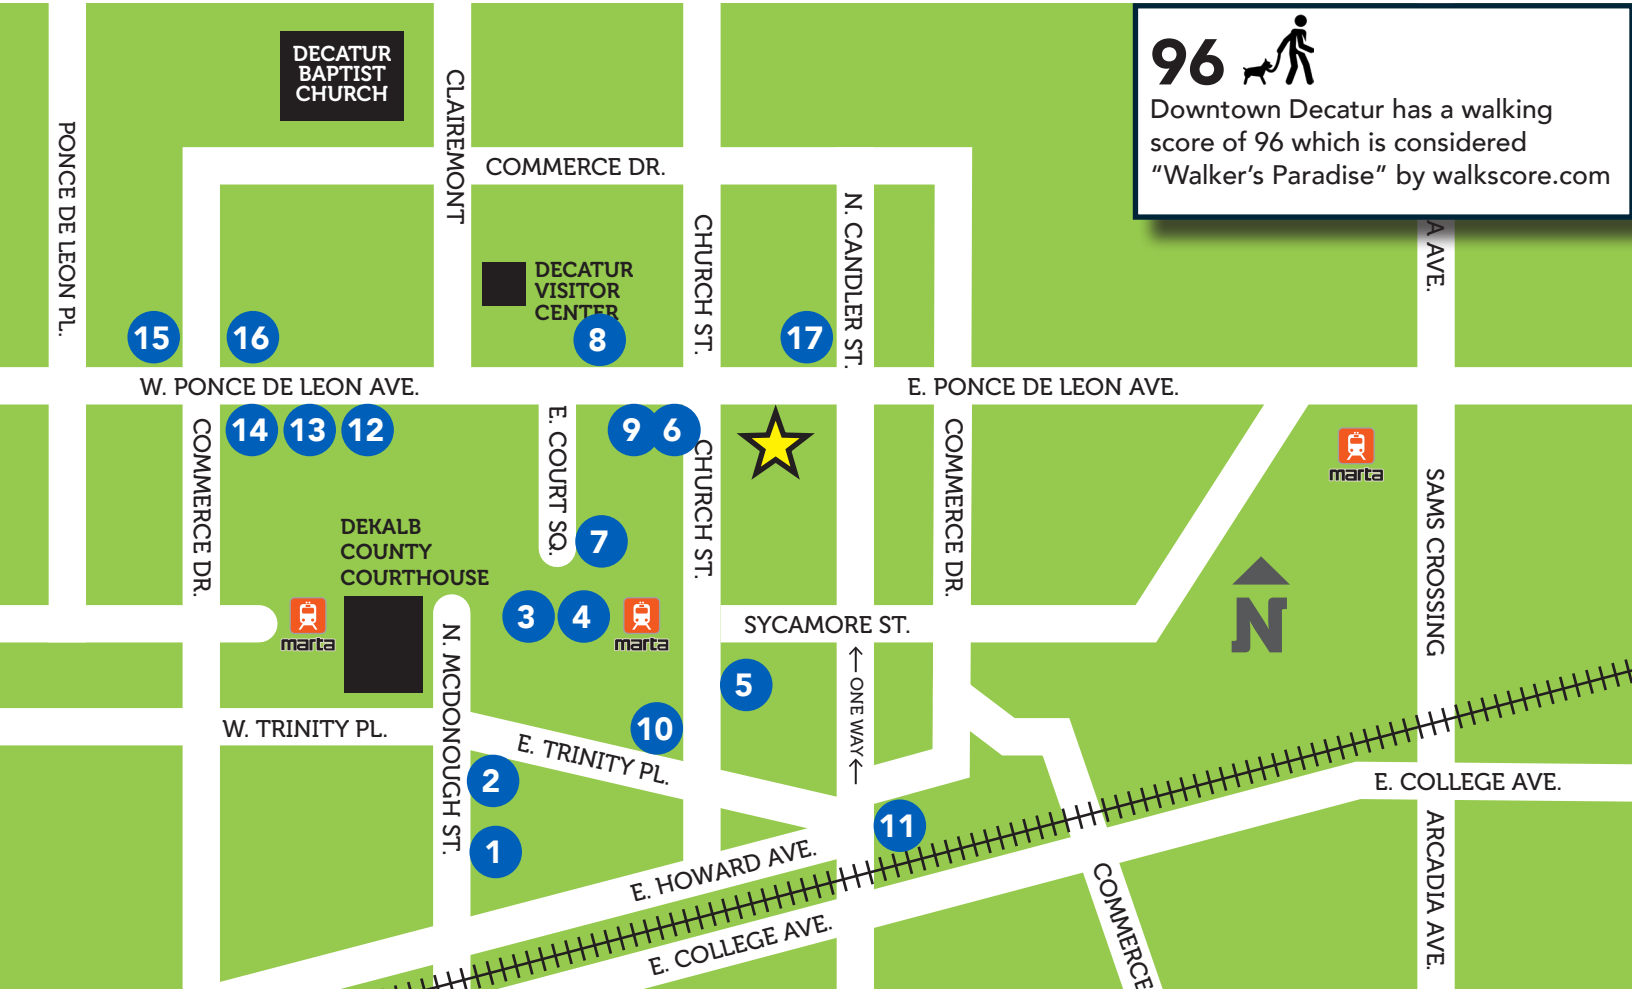 96
Downtown Decatur has a walking
score of 96 which is considered
“Walker’s Paradise” by walkscore.com
DECATUR
BAPTIST
CHURCH
PONCE DE LEON PL.
CLAIREMONT
COMMERCE DR.
CHURCH ST.
N. CANDLER ST.
A AVE.
DECATUR
VISITOR
CENTER
15
16
8
17
W. PONCE DE LEON AVE.
E. PONCE DE LEON AVE.
14
13
12
9
6
COMMERCE DR.
E. COURT SQ.
CHURCH ST.
COMMERCE DR.
marta
SAMS CROSSING
DEKALB
COUNTY
COURTHOUSE
7
3
4
marta
marta
SYCAMORE ST.
N
N. MCDONOUGH ST.
ONE WAY
5
10
W. TRINITY PL.
E. TRINITY PL.
2
1
11
E. COLLEGE AVE.
E. HOWARD AVE.
E. COLLEGE AVE.
COMMERCE
ARCADIA AVE.